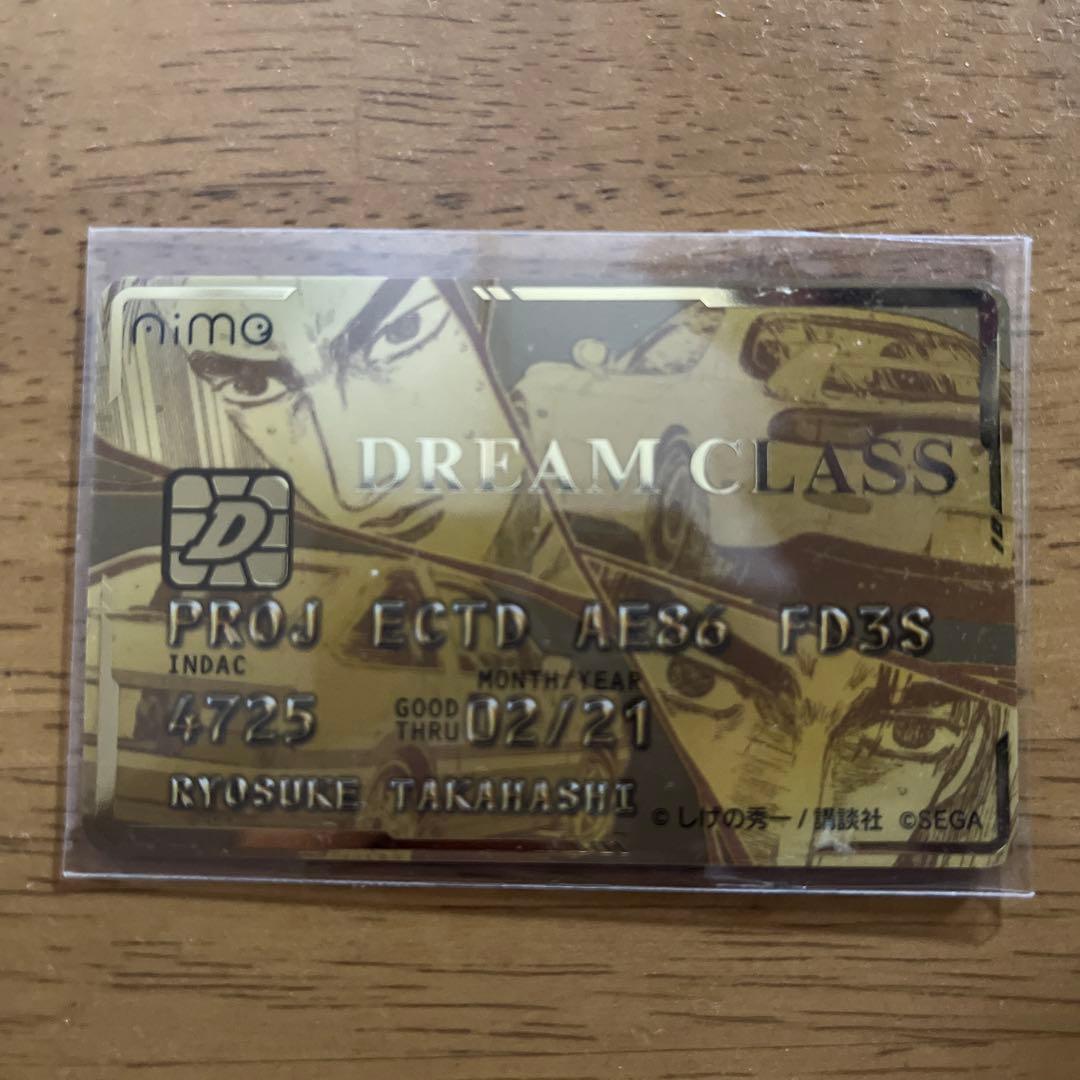 Aime
DREAM CLASS
D
PROJ ECTD AE86 FD3S
INDAC
4725
MONTH/YEAR
GOOD THRU 02/21
RYOSUKE TAKAHASHI
© しげの秀一 / 講談社 ©SEGA